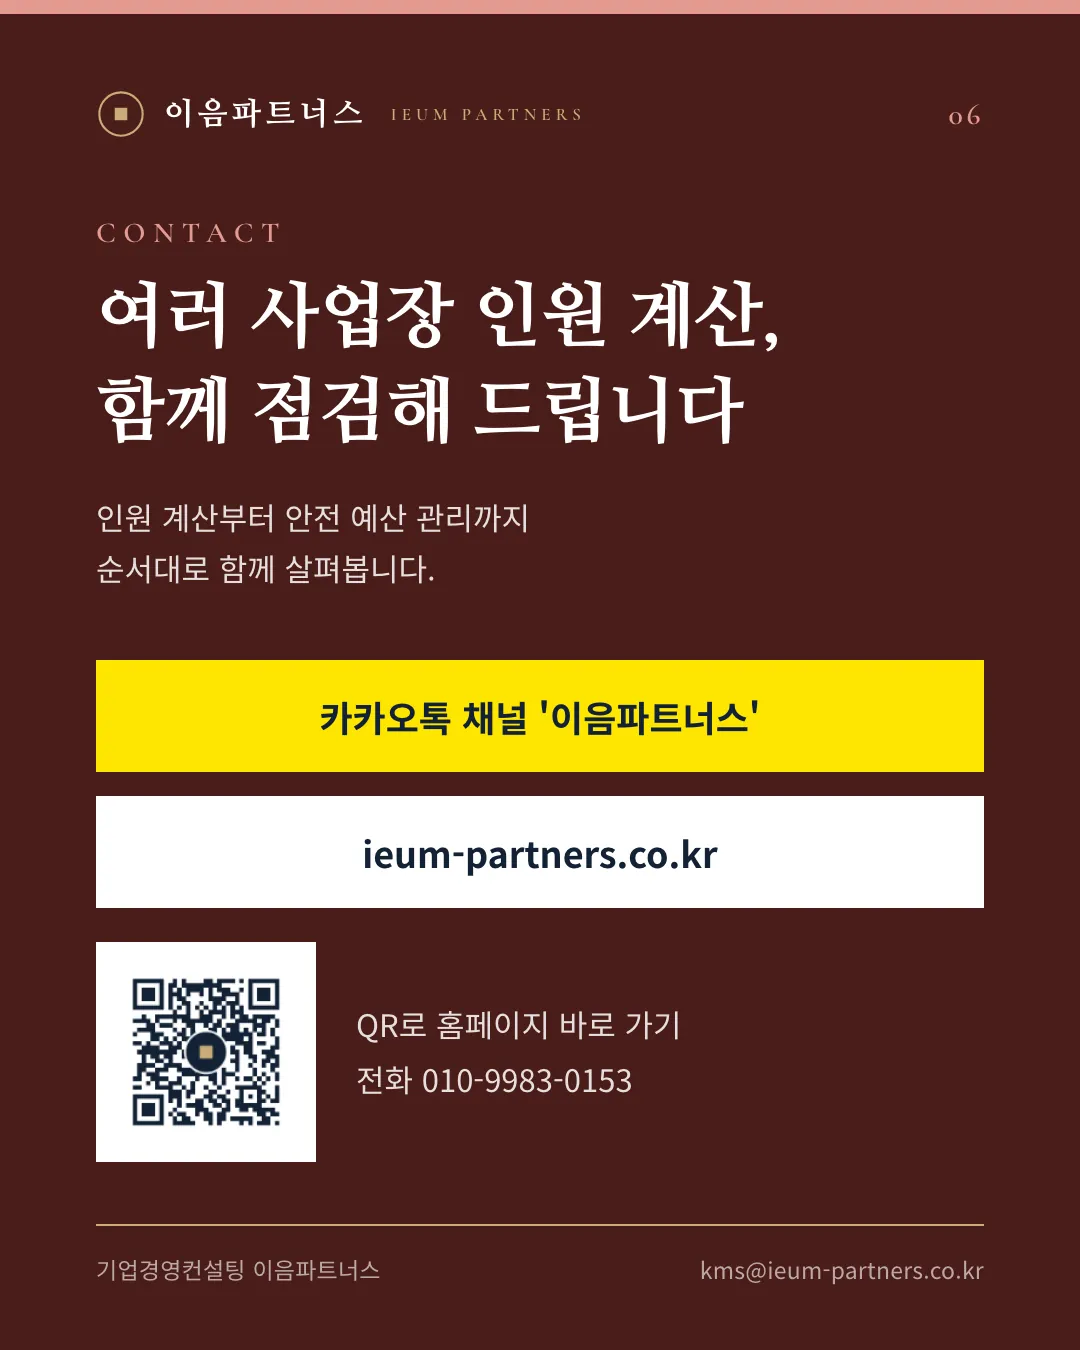 이음파트너스 IEUM PARTNERS 06
CONTACT
여러 사업장 인원 계산,
함께 점검해 드립니다
인원 계산부터 안전 예산 관리까지
순서대로 함께 살펴봅니다.
카카오톡 채널 '이음파트너스'
ieum-partners.co.kr
QR로 홈페이지 바로 가기
전화 010-9983-0153
기업경영컨설팅 이음파트너스 kms@ieum-partners.co.kr